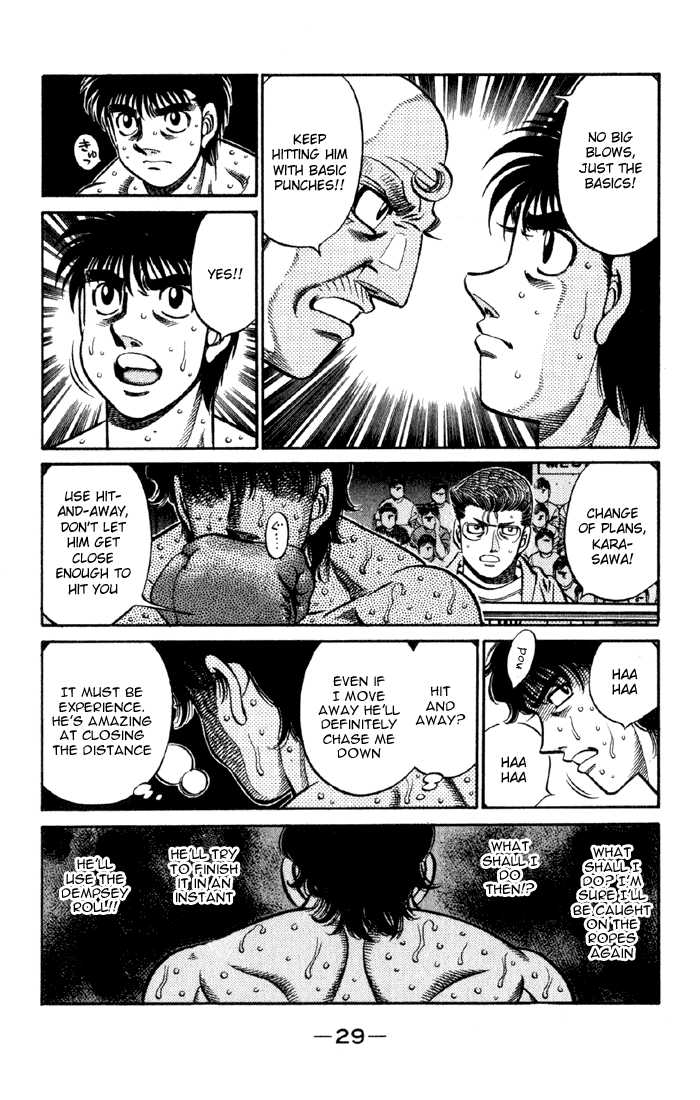 NO BIG
BLOWS,
JUST THE
BASICS!
KEEP
HITTING HIM
WITH BASIC
PUNCHES!!
きゅっ
YES!!
CHANGE
OF PLANS,
KARA-
SAWA!
USE HIT-
AND-AWAY,
DON'T LET
HIM GET
CLOSE
ENOUGH TO
HIT YOU
HAA
HAA
HAA
HAA
HIT
AND
AWAY?
EVEN IF
I MOVE
AWAY HE'LL
DEFINITELY
CHASE ME
DOWN
IT MUST BE
EXPERIENCE.
HE'S AMAZING
AT CLOSING
THE DISTANCE
WHAT
SHALL I
DO? I'M
SURE I'LL
BE CAUGHT
ON THE
ROPES
AGAIN
WHAT
SHALL I
DO
THEN!?
HE'LL TRY
TO FINISH
IT IN AN
INSTANT
HE'LL
USE THE
DEMPSEY
ROLL!!
—29—